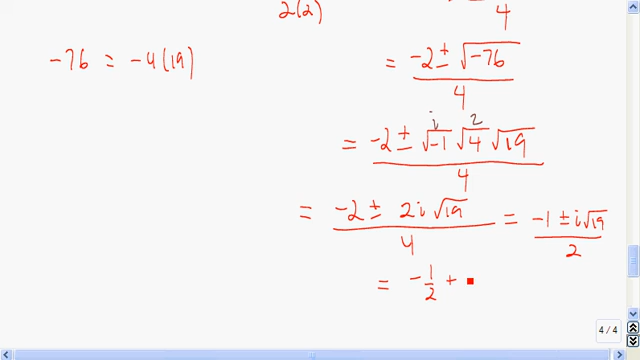 2(2)
4
-76 = -4(19)
= -2 ± √-76
4
i 2
= -2 ± √-1 √4 √19
4
= -2 ± 2i √19 = -1 ± i√19
4 2
= -1/2 +
4 / 4